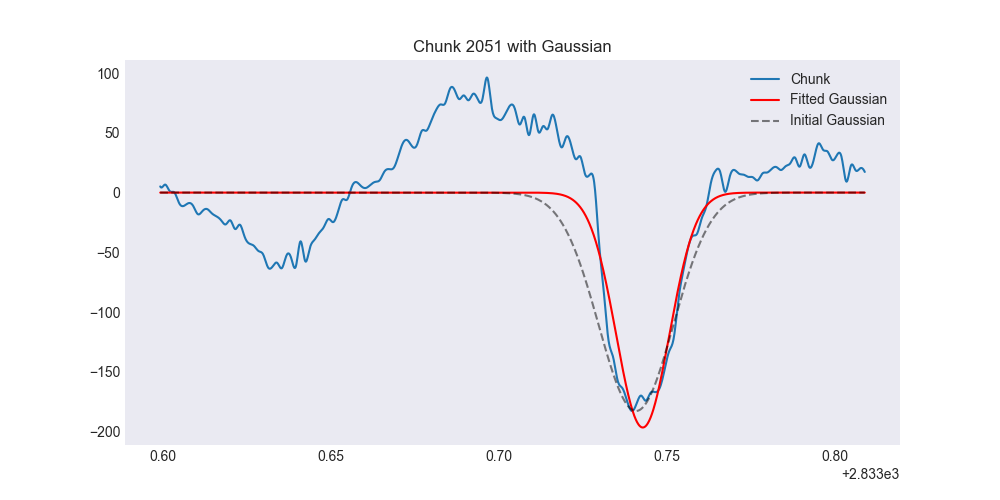 Chunk 2051 with Gaussian
Chunk
Fitted Gaussian
Initial Gaussian
100
50
0
−50
−100
−150
−200
0.60 0.65 0.70 0.75 0.80
+2.833e3